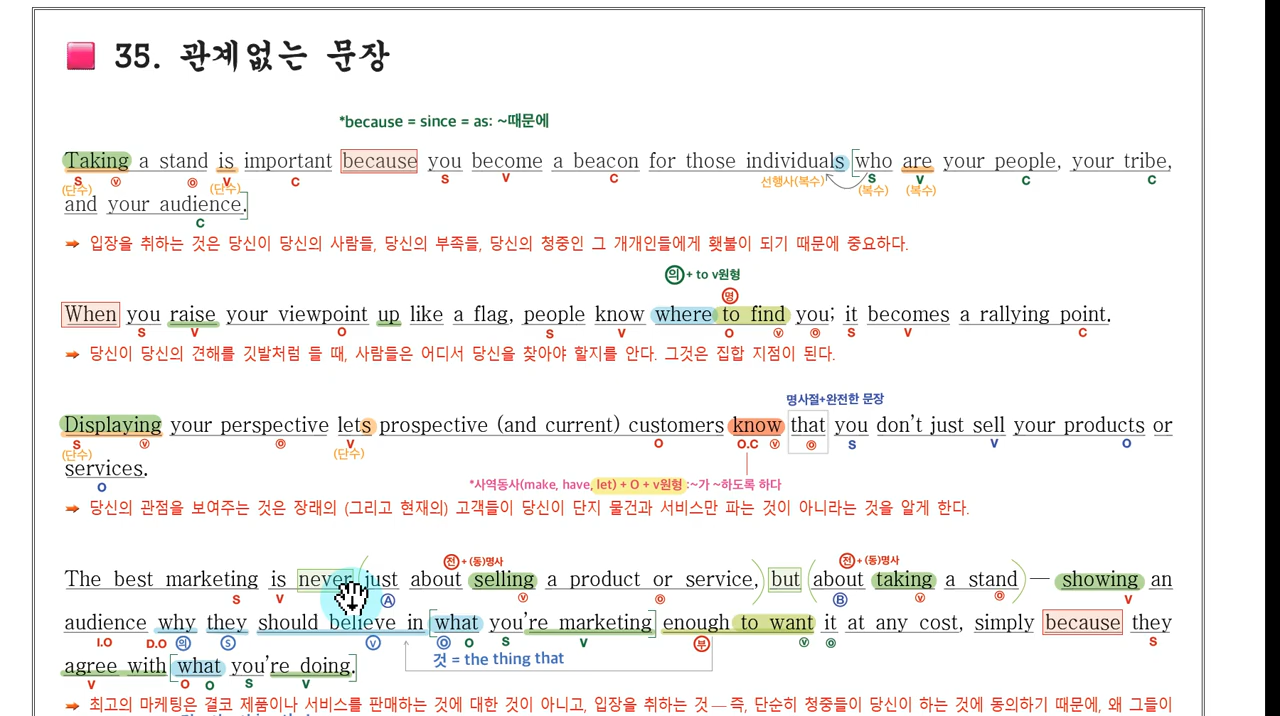 35. 관계없는 문장
*because = since = as: ~때문에
Taking a stand is important because you become a beacon for those individuals who are your people, your tribe,
S ⓥ ⓞ V C S V C 선행사(복수) S V C C
(단수) (단수) (복수) (복수)
and your audience.
C
➡ 입장을 취하는 것은 당신이 당신의 사람들, 당신의 부족들, 당신의 청중인 그 개개인들에게 횃불이 되기 때문에 중요하다.
의 + to v원형
명
When you raise your viewpoint up like a flag, people know where to find you; it becomes a rallying point.
S V O S V O ⓥ ⓞ S V C
➡ 당신이 당신의 견해를 깃발처럼 들 때, 사람들은 어디서 당신을 찾아야 할지를 안다. 그것은 집합 지점이 된다.
명사절+완전한 문장
Displaying your perspective lets prospective (and current) customers know that you don't just sell your products or
S ⓥ ⓞ V O O.C ⓥ ⓞ S V O
(단수) (단수)
services.
O
*사역동사(make, have, let) + O + v원형 :~가 ~하도록 하다
➡ 당신의 관점을 보여주는 것은 장래의 (그리고 현재의) 고객들이 당신이 단지 물건과 서비스만 파는 것이 아니라는 것을 알게 한다.
전 + (동)명사 전 + (동)명사
The best marketing is never (just about selling a product or service,) but (about taking a stand) — showing an
S V Ⓐ ⓥ ⓞ Ⓑ ⓥ ⓞ V
audience why they should believe in [what you're marketing] enough to want it at any cost, simply because they
I.O D.O 의 Ⓢ ⓥ Ⓞ O S V 부 ⓥ ⓞ S
것 = the thing that
agree with [what you're doing.]
V O O S V
➡ 최고의 마케팅은 결코 제품이나 서비스를 판매하는 것에 대한 것이 아니고, 입장을 취하는 것 — 즉, 단순히 청중들이 당신이 하는 것에 동의하기 때문에, 왜 그들이